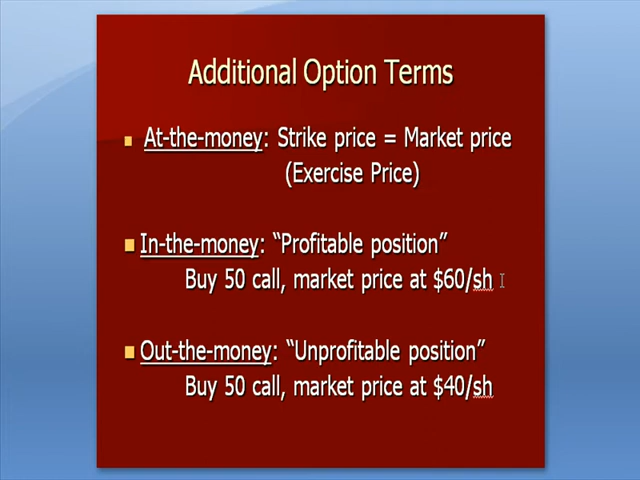 Additional Option Terms
At-the-money: Strike price = Market price
(Exercise Price)
In-the-money: “Profitable position”
Buy 50 call, market price at $60/sh
Out-the-money: “Unprofitable position”
Buy 50 call, market price at $40/sh